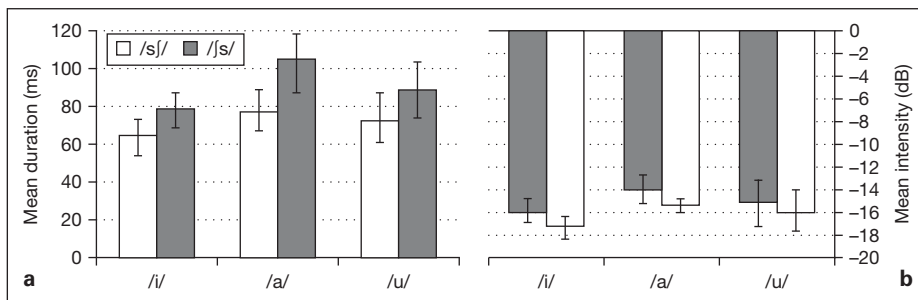 120
100
80
60
40
20
0
Mean duration (ms)
/sʃ/ /ʃs/
/i/ /a/ /u/
a
0
–2
–4
–6
–8
–10
–12
–14
–16
–18
–20
Mean intensity (dB)
/i/ /a/ /u/
b